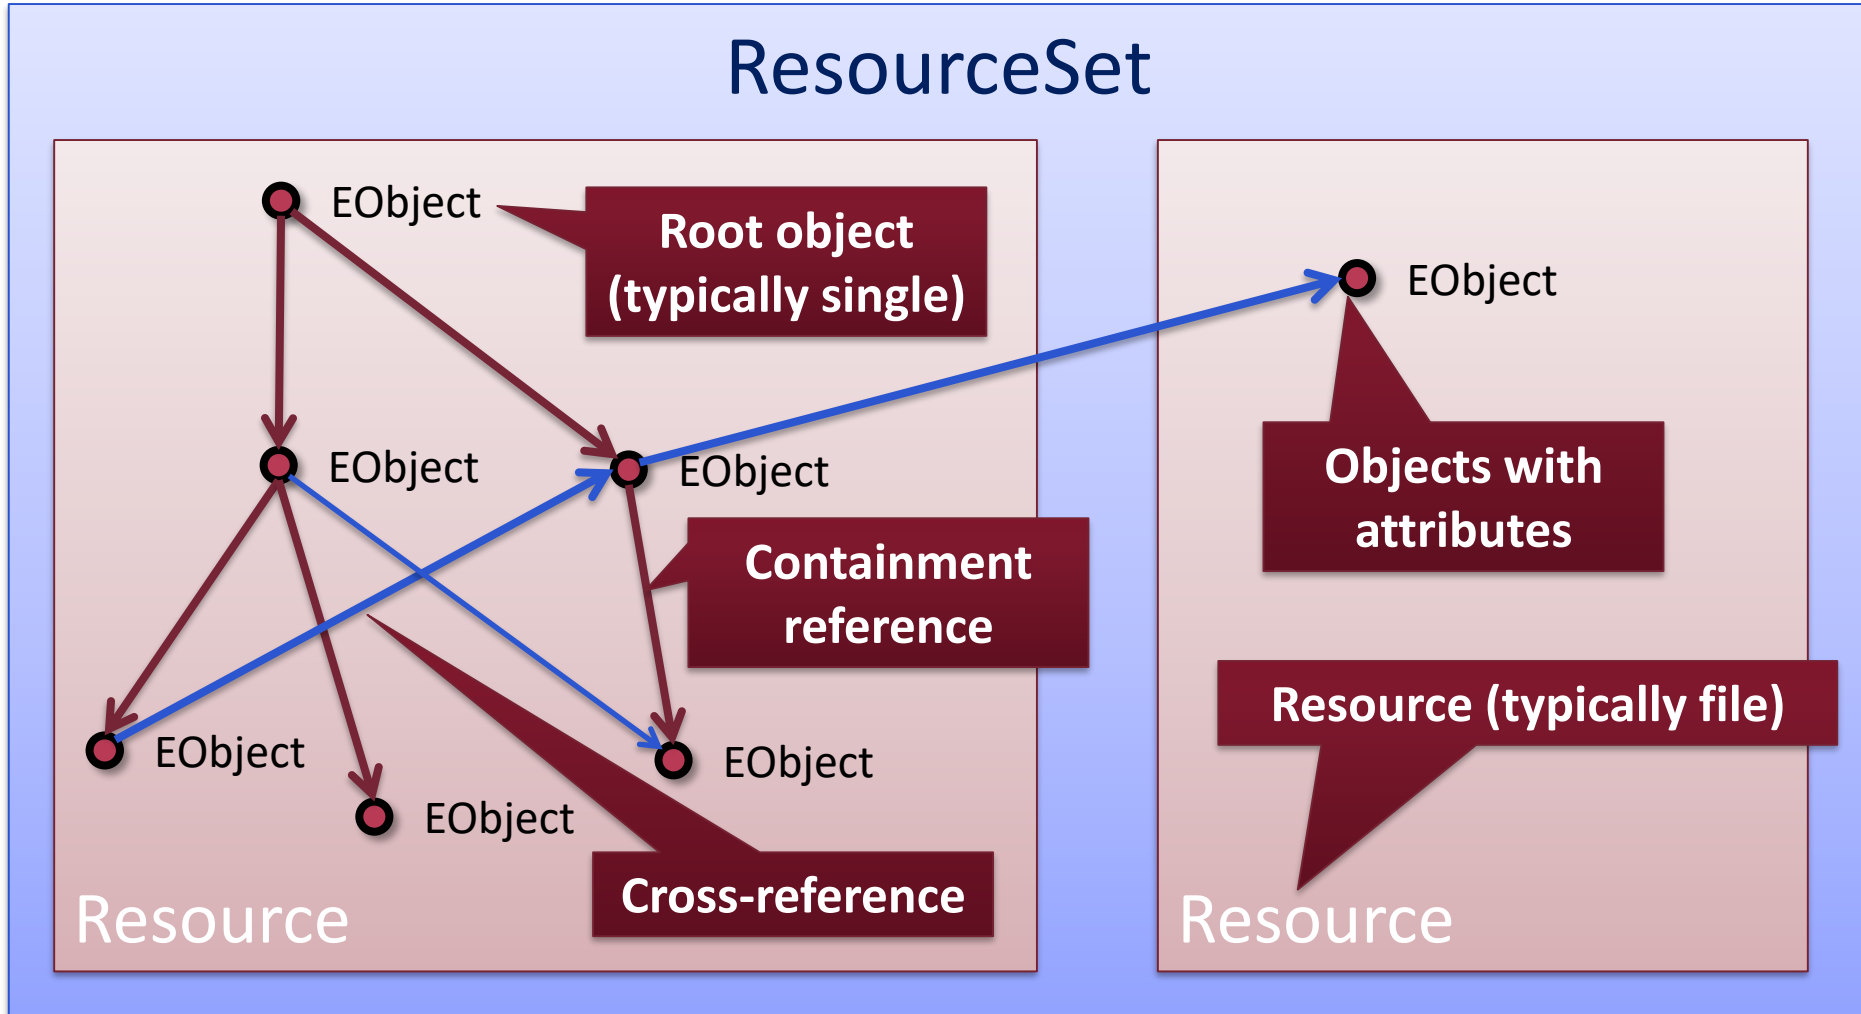 ResourceSet
EObject
Root object
(typically single)
EObject
EObject
EObject
Objects with
attributes
Containment
reference
Resource (typically file)
EObject
EObject
EObject
Cross-reference
Resource
Resource